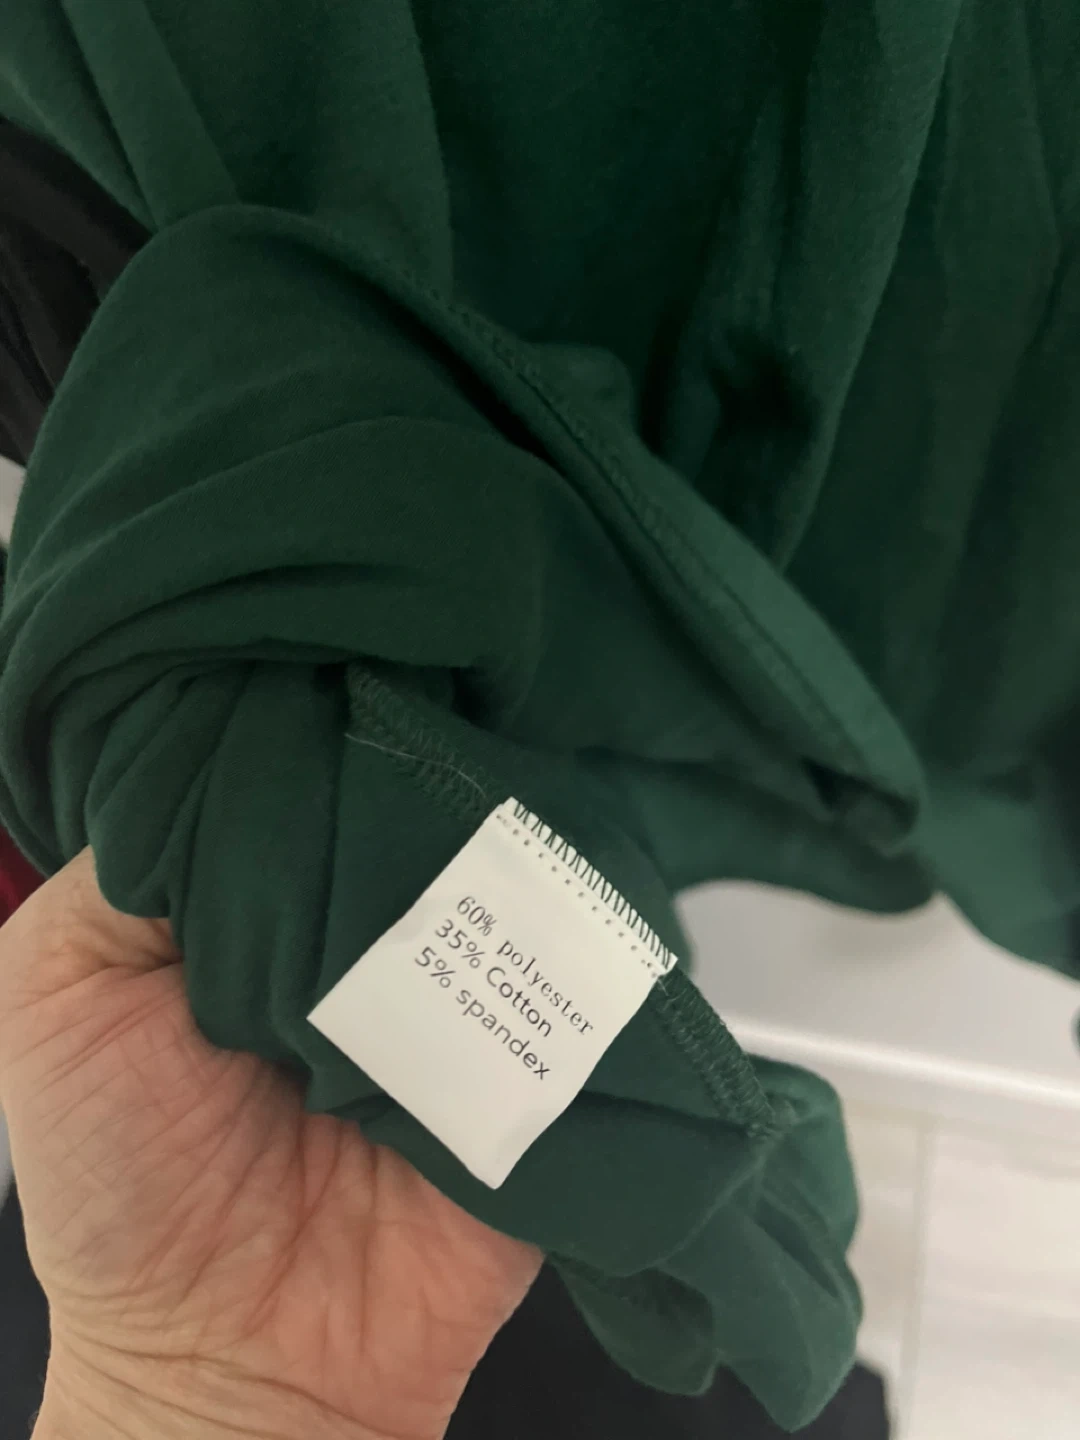 60% polyester
35% Cotton
5% spandex